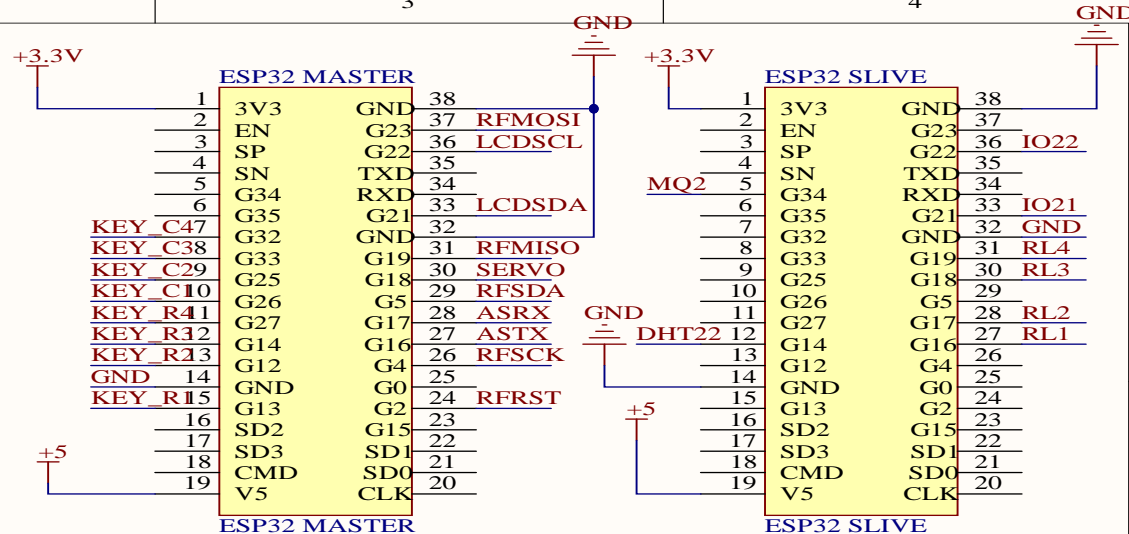 3 4
GND GND
+3.3V +3.3V
ESP32 MASTER ESP32 SLIVE
1 3V3 GND 38 1 3V3 GND 38
2 EN G23 37 RFMOSI 2 EN G23 37
3 SP G22 36 LCDSCL 3 SP G22 36 IO22
4 SN TXD 35 4 SN TXD 35
5 G34 RXD 34 MQ2 5 G34 RXD 34
6 G35 G21 33 LCDSDA 6 G35 G21 33 IO21
KEY_C4 7 G32 GND 32 7 G32 GND 32 GND
KEY_C3 8 G33 G19 31 RFMISO 8 G33 G19 31 RL4
KEY_C2 9 G25 G18 30 SERVO 9 G25 G18 30 RL3
KEY_C1 10 G26 G5 29 RFSDA 10 G26 G5 29
KEY_R4 11 G27 G17 28 ASRX GND 11 G27 G17 28 RL2
KEY_R3 12 G14 G16 27 ASTX DHT22 12 G14 G16 27 RL1
KEY_R2 13 G12 G4 26 RFSCK 13 G12 G4 26
GND 14 GND G0 25 14 GND G0 25
KEY_R1 15 G13 G2 24 RFRST 15 G13 G2 24
16 SD2 G15 23 +5 16 SD2 G15 23
17 SD3 SD1 22 17 SD3 SD1 22
+5 18 CMD SD0 21 18 CMD SD0 21
19 V5 CLK 20 19 V5 CLK 20
ESP32 MASTER ESP32 SLIVE